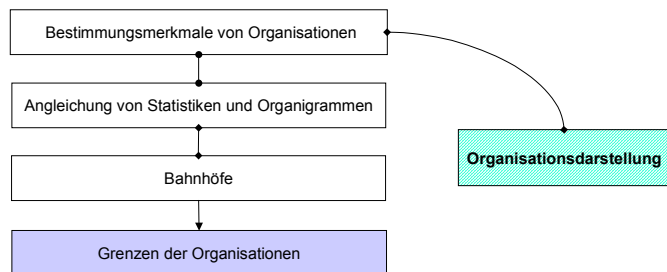 Bestimmungsmerkmale von Organisationen
Angleichung von Statistiken und Organigrammen
Organisationsdarstellung
Bahnhöfe
Grenzen der Organisationen